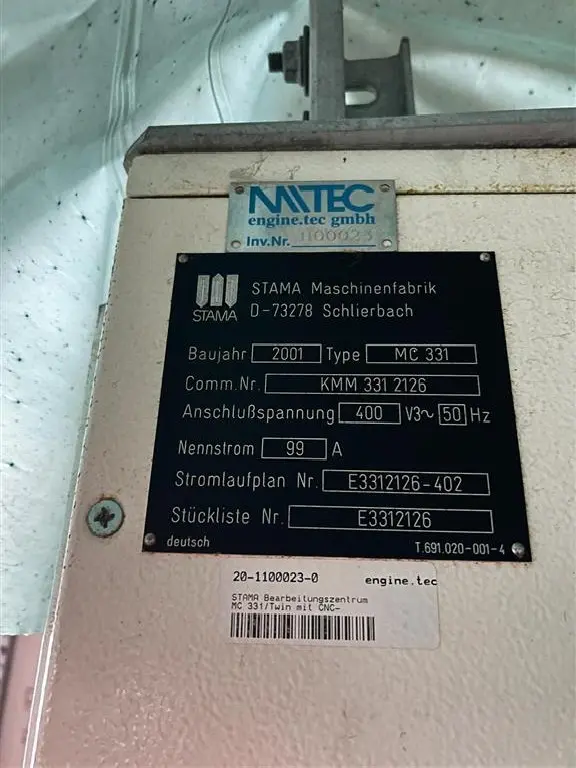 MITEC
engine.tec gmbh
Inv.Nr. 1100023
STAMA
STAMA Maschinenfabrik
D-73278 Schlierbach
Baujahr 2001 Type MC 331
Comm.Nr. KMM 331 2126
Anschlußspannung 400 V3~ 50 Hz
Nennstrom 99 A
Stromlaufplan Nr. E3312126-402
Stückliste Nr. E3312126
deutsch T.691.020-001-4
20-1100023-0 engine.tec
STAMA Bearbeitungszentrum
MC 331/Twin mit CNC-